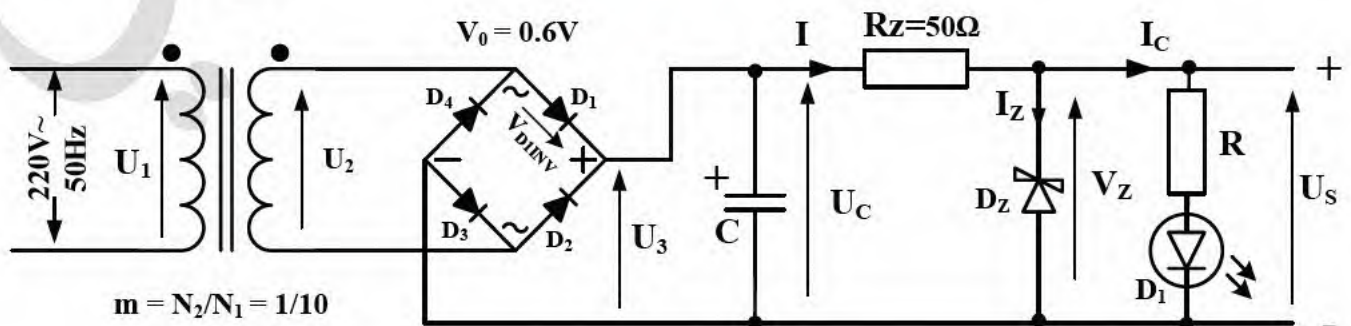 V₀ = 0.6V
I
Rz=50Ω
I_C
+
220V~
50Hz
U₁
U₂
D₄
~
D₁
V_D1INV
−
+
D₃
~
D₂
U₃
+
C
U_C
I_Z
D_Z
V_Z
R
D₁
U_S
m = N₂/N₁ = 1/10
-